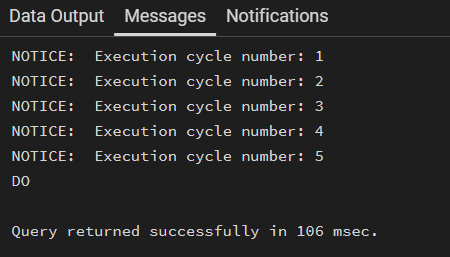 Data Output Messages Notifications
NOTICE:  Execution cycle number: 1
NOTICE:  Execution cycle number: 2
NOTICE:  Execution cycle number: 3
NOTICE:  Execution cycle number: 4
NOTICE:  Execution cycle number: 5
DO
Query returned successfully in 106 msec.